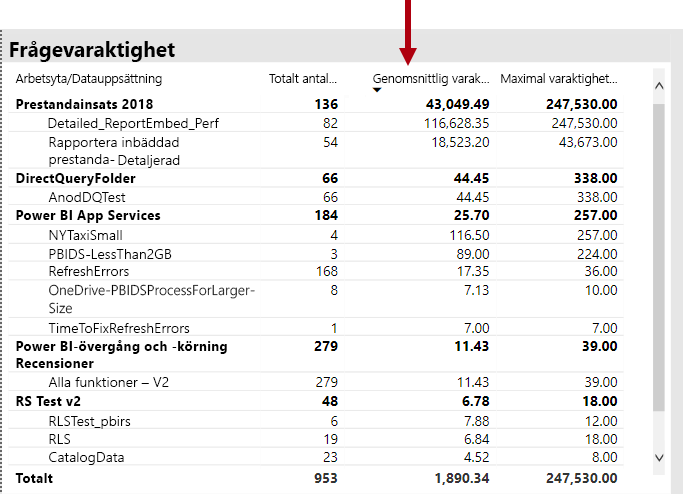 Frågevaraktighet
Arbetsyta/Datauppsättning Totalt antal... Genomsnittlig varak... Maximal varaktighet...
Prestandainsats 2018 136 43,049.49 247,530.00
Detailed_ReportEmbed_Perf 82 116,628.35 247,530.00
Rapportera inbäddad 54 18,523.20 43,673.00
prestanda- Detaljerad
DirectQueryFolder 66 44.45 338.00
AnodDQTest 66 44.45 338.00
Power BI App Services 184 25.70 257.00
NYTaxiSmall 4 116.50 257.00
PBIDS-LessThan2GB 3 89.00 224.00
RefreshErrors 168 17.35 36.00
OneDrive-PBIDSProcessForLarger- 8 7.13 10.00
Size
TimeToFixRefreshErrors 1 7.00 7.00
Power BI-övergång och -körning 279 11.43 39.00
Recensioner
Alla funktioner – V2 279 11.43 39.00
RS Test v2 48 6.78 18.00
RLSTest_pbirs 6 7.88 12.00
RLS 19 6.84 18.00
CatalogData 23 4.52 8.00
Totalt 953 1,890.34 247,530.00